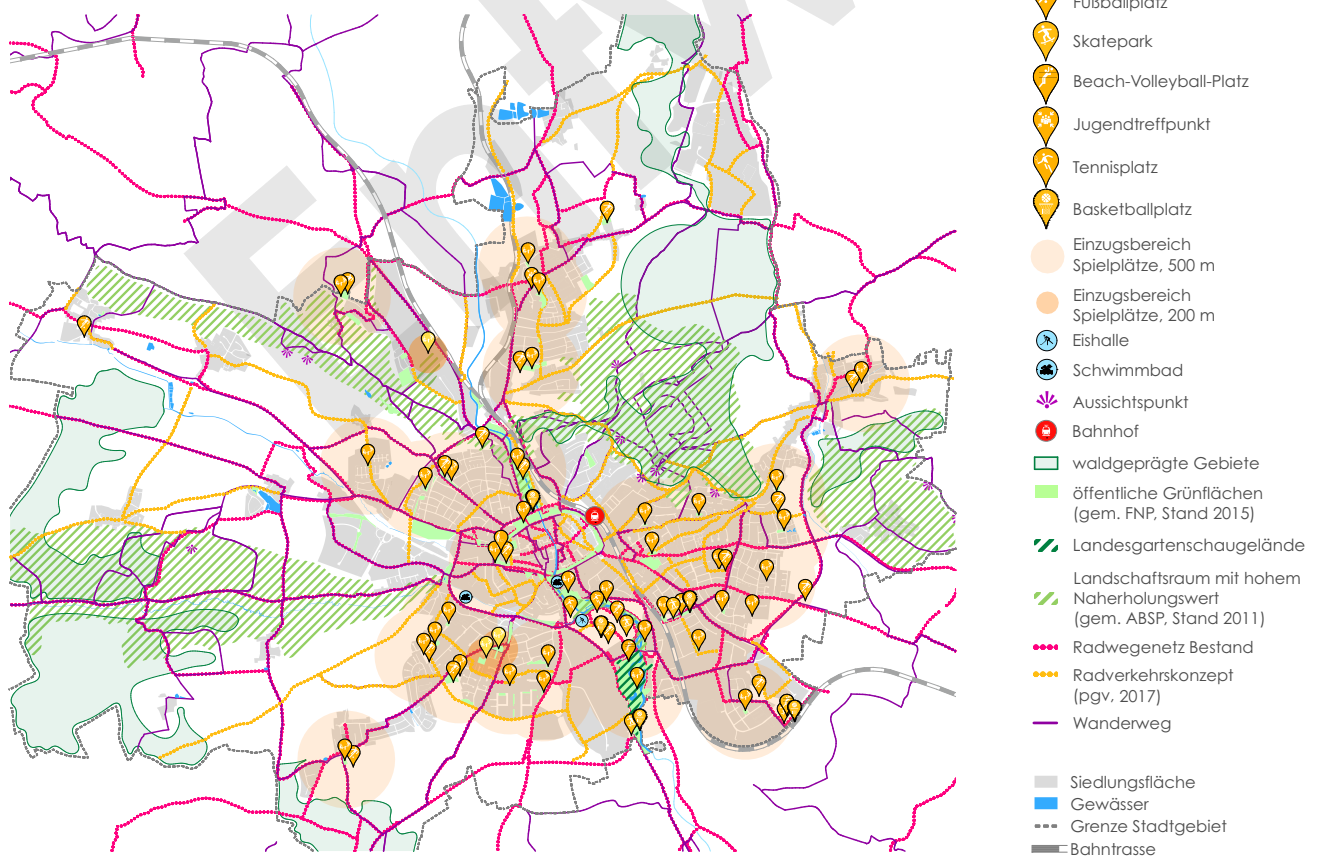 Fußballplatz
Skatepark
Beach-Volleyball-Platz
Jugendtreffpunkt
Tennisplatz
Basketballplatz
Einzugsbereich
Spielplätze, 500 m
Einzugsbereich
Spielplätze, 200 m
Eishalle
Schwimmbad
Aussichtspunkt
Bahnhof
waldgeprägte Gebiete
öffentliche Grünflächen
(gem. FNP, Stand 2015)
Landesgartenschaugelände
Landschaftsraum mit hohem
Naherholungswert
(gem. ABSP, Stand 2011)
Radwegenetz Bestand
Radverkehrskonzept
(pgv, 2017)
Wanderweg
Siedlungsfläche
Gewässer
Grenze Stadtgebiet
Bahntrasse